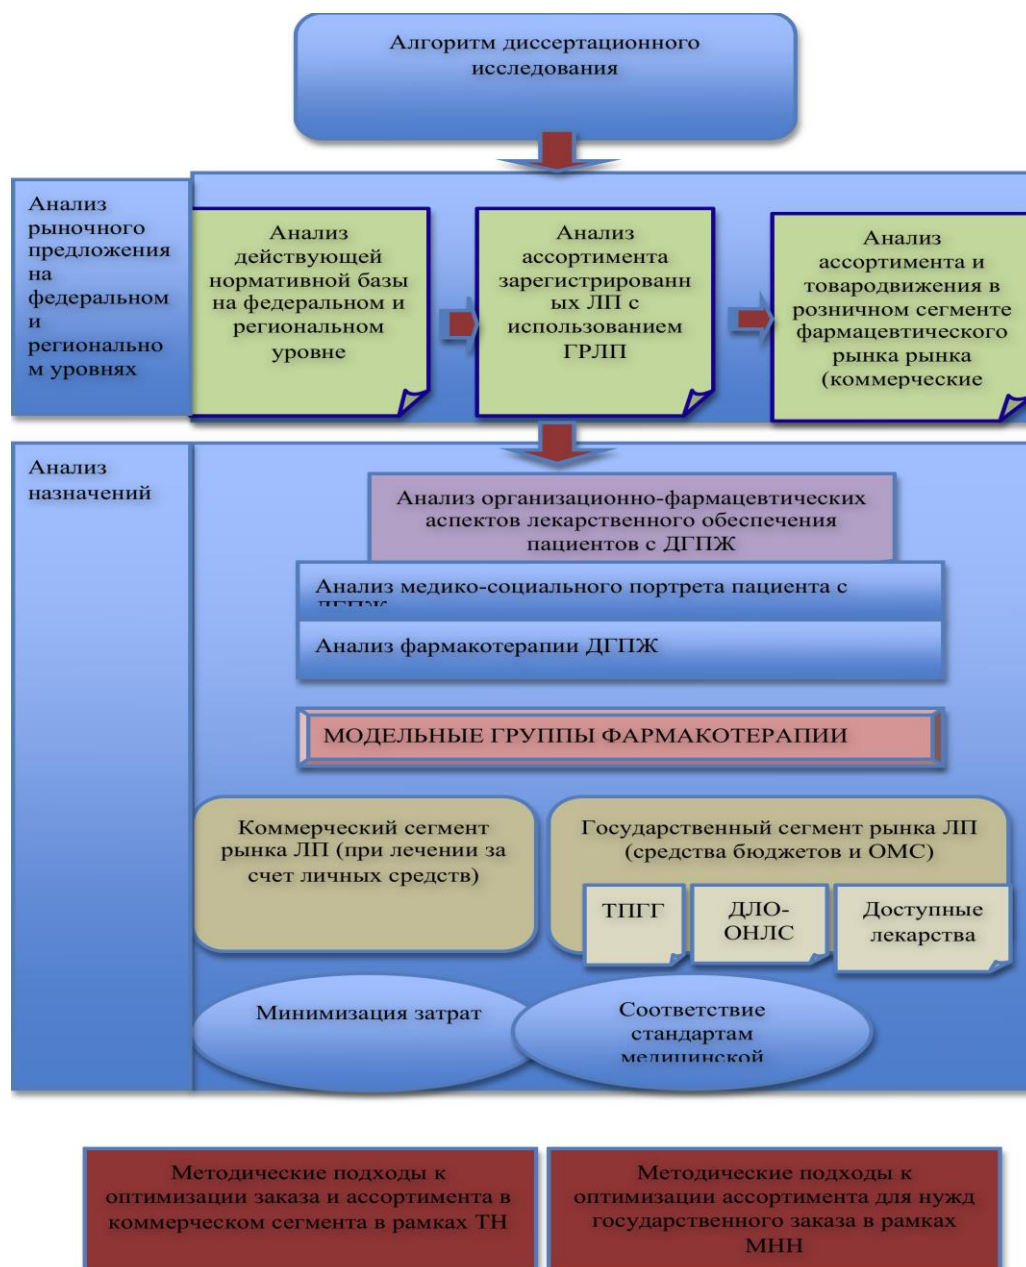 Алгоритм диссертационного
исследования
Анализ
рыночного
предложения
на
федеральном
и
регионально
м уровнях
Анализ
действующей
нормативной базы
на федеральном и
региональном
уровне
Анализ
ассортимента
зарегистрированн
ых ЛП с
использованием
ГРЛП
Анализ
ассортимента и
товародвижения в
розничном сегменте
фармацевтического
рынка рынка
(коммерческие
Анализ
назначений
Анализ организационно-фармацевтических
аспектов лекарственного обеспечения
пациентов с ДГПЖ
Анализ медико-социального портрета пациента с
ДГПЖ
Анализ фармакотерапии ДГПЖ
МОДЕЛЬНЫЕ ГРУППЫ ФАРМАКОТЕРАПИИ
Коммерческий сегмент
рынка ЛП (при лечении за
счет личных средств)
Государственный сегмент рынка ЛП
(средства бюджетов и ОМС)
ТПГГ
ДЛО-
ОНЛС
Доступные
лекарства
Минимизация затрат
Соответствие
стандартам
медицинской
Методические подходы к
оптимизации заказа и ассортимента в
коммерческом сегмента в рамках ТН
Методические подходы к
оптимизации ассортимента для нужд
государственного заказа в рамках
МНН